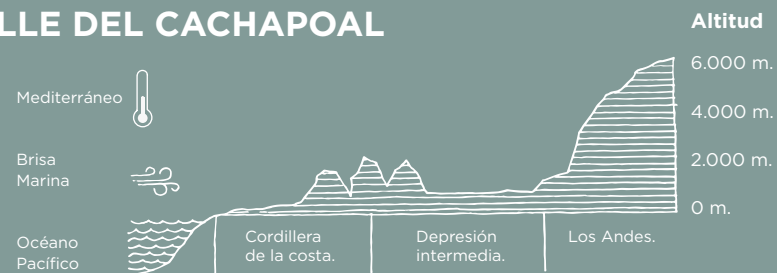 LLE DEL CACHAPOAL
Altitud
6.000 m.
Mediterráneo
4.000 m.
Brisa
Marina
2.000 m.
0 m.
Océano
Pacífico
Cordillera
de la costa.
Depresión
intermedia.
Los Andes.